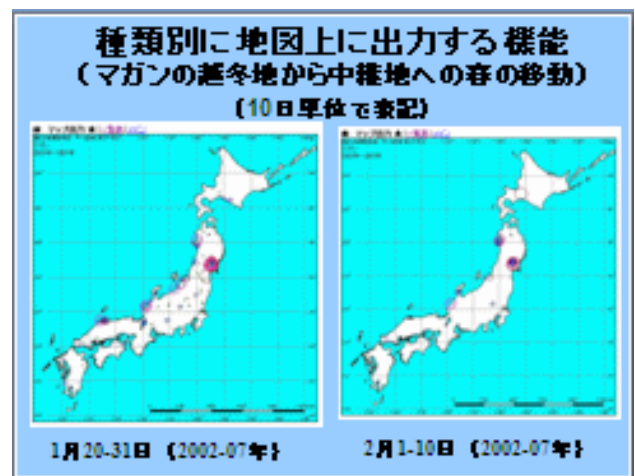 種類別に地図上に出力する機能
(マガンの越冬地から中継地への春の移動)
(10日単位で表記)
1月20-31日 {2002-07年}
2月1-10日 {2002-07年}